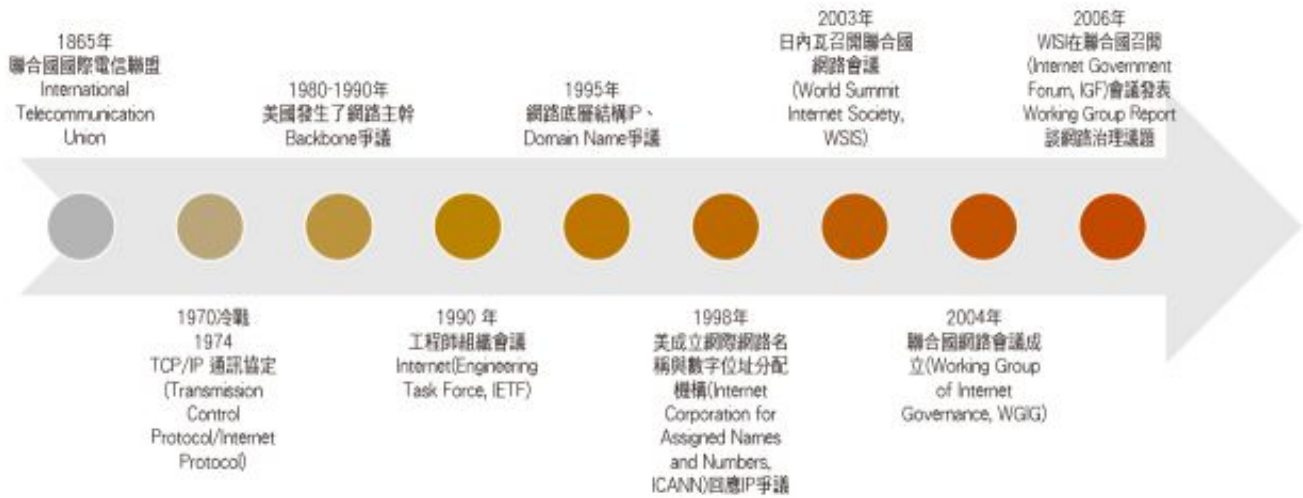 1865年
聯合國國際電信聯盟
International
Telecommunication
Union
1970冷戰
1974
TCP/IP 通訊協定
(Transmission
Control
Protocol/Internet
Protocol)
1980-1990年
美國發生了網路主幹
Backbone爭議
1990 年
工程師組織會議
Internet(Engineering
Task Force, IETF)
1995年
網路底層結構IP、
Domain Name爭議
1998年
美成立網際網路名
稱與數字位址分配
機構(Internet
Corporation for
Assigned Names
and Numbers,
ICANN)回應IP爭議
2003年
日內瓦召開聯合國
網路會議
(World Summit
Internet Society,
WSIS)
2004年
聯合國網路會議成
立(Working Group
of Internet
Governance, WGIG)
2006年
WISI在聯合國召開
(Internet Government
Forum, IGF)會議發表
Working Group Report
談網路治理議題